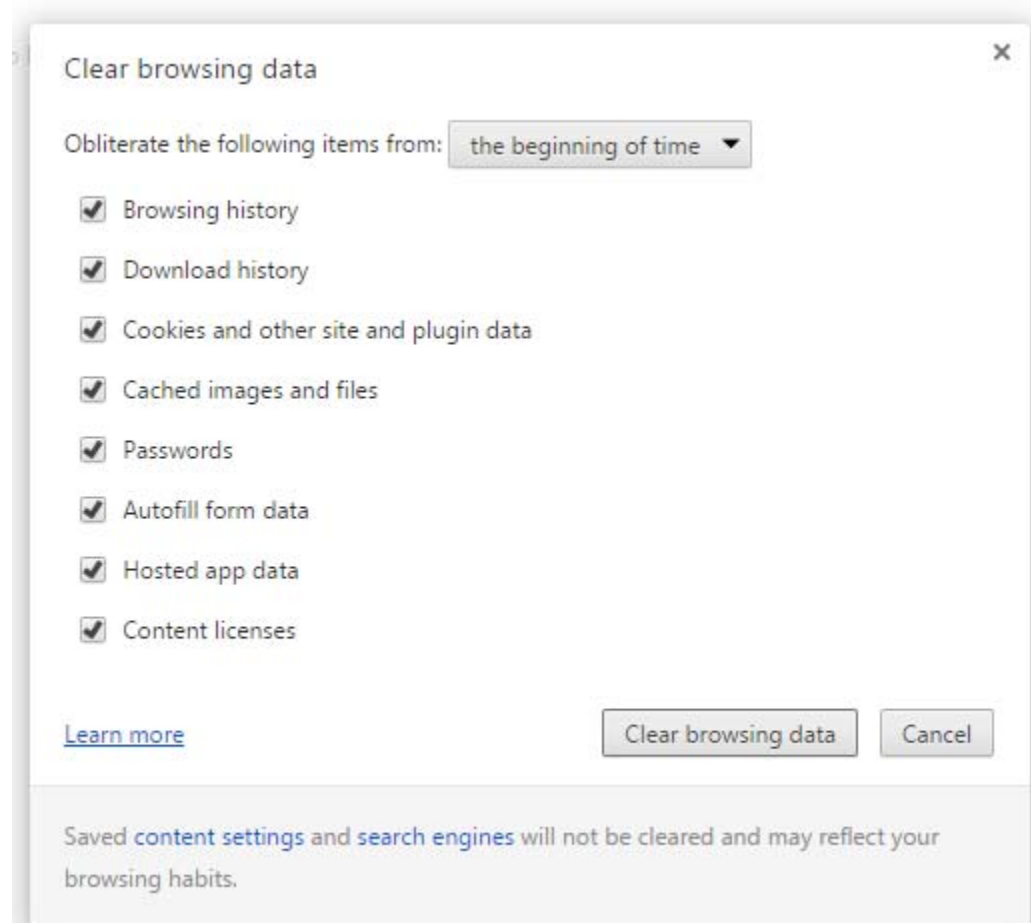 Clear browsing data
Obliterate the following items from: the beginning of time
Browsing history
Download history
Cookies and other site and plugin data
Cached images and files
Passwords
Autofill form data
Hosted app data
Content licenses
Learn more Clear browsing data Cancel
Saved content settings and search engines will not be cleared and may reflect your
browsing habits.